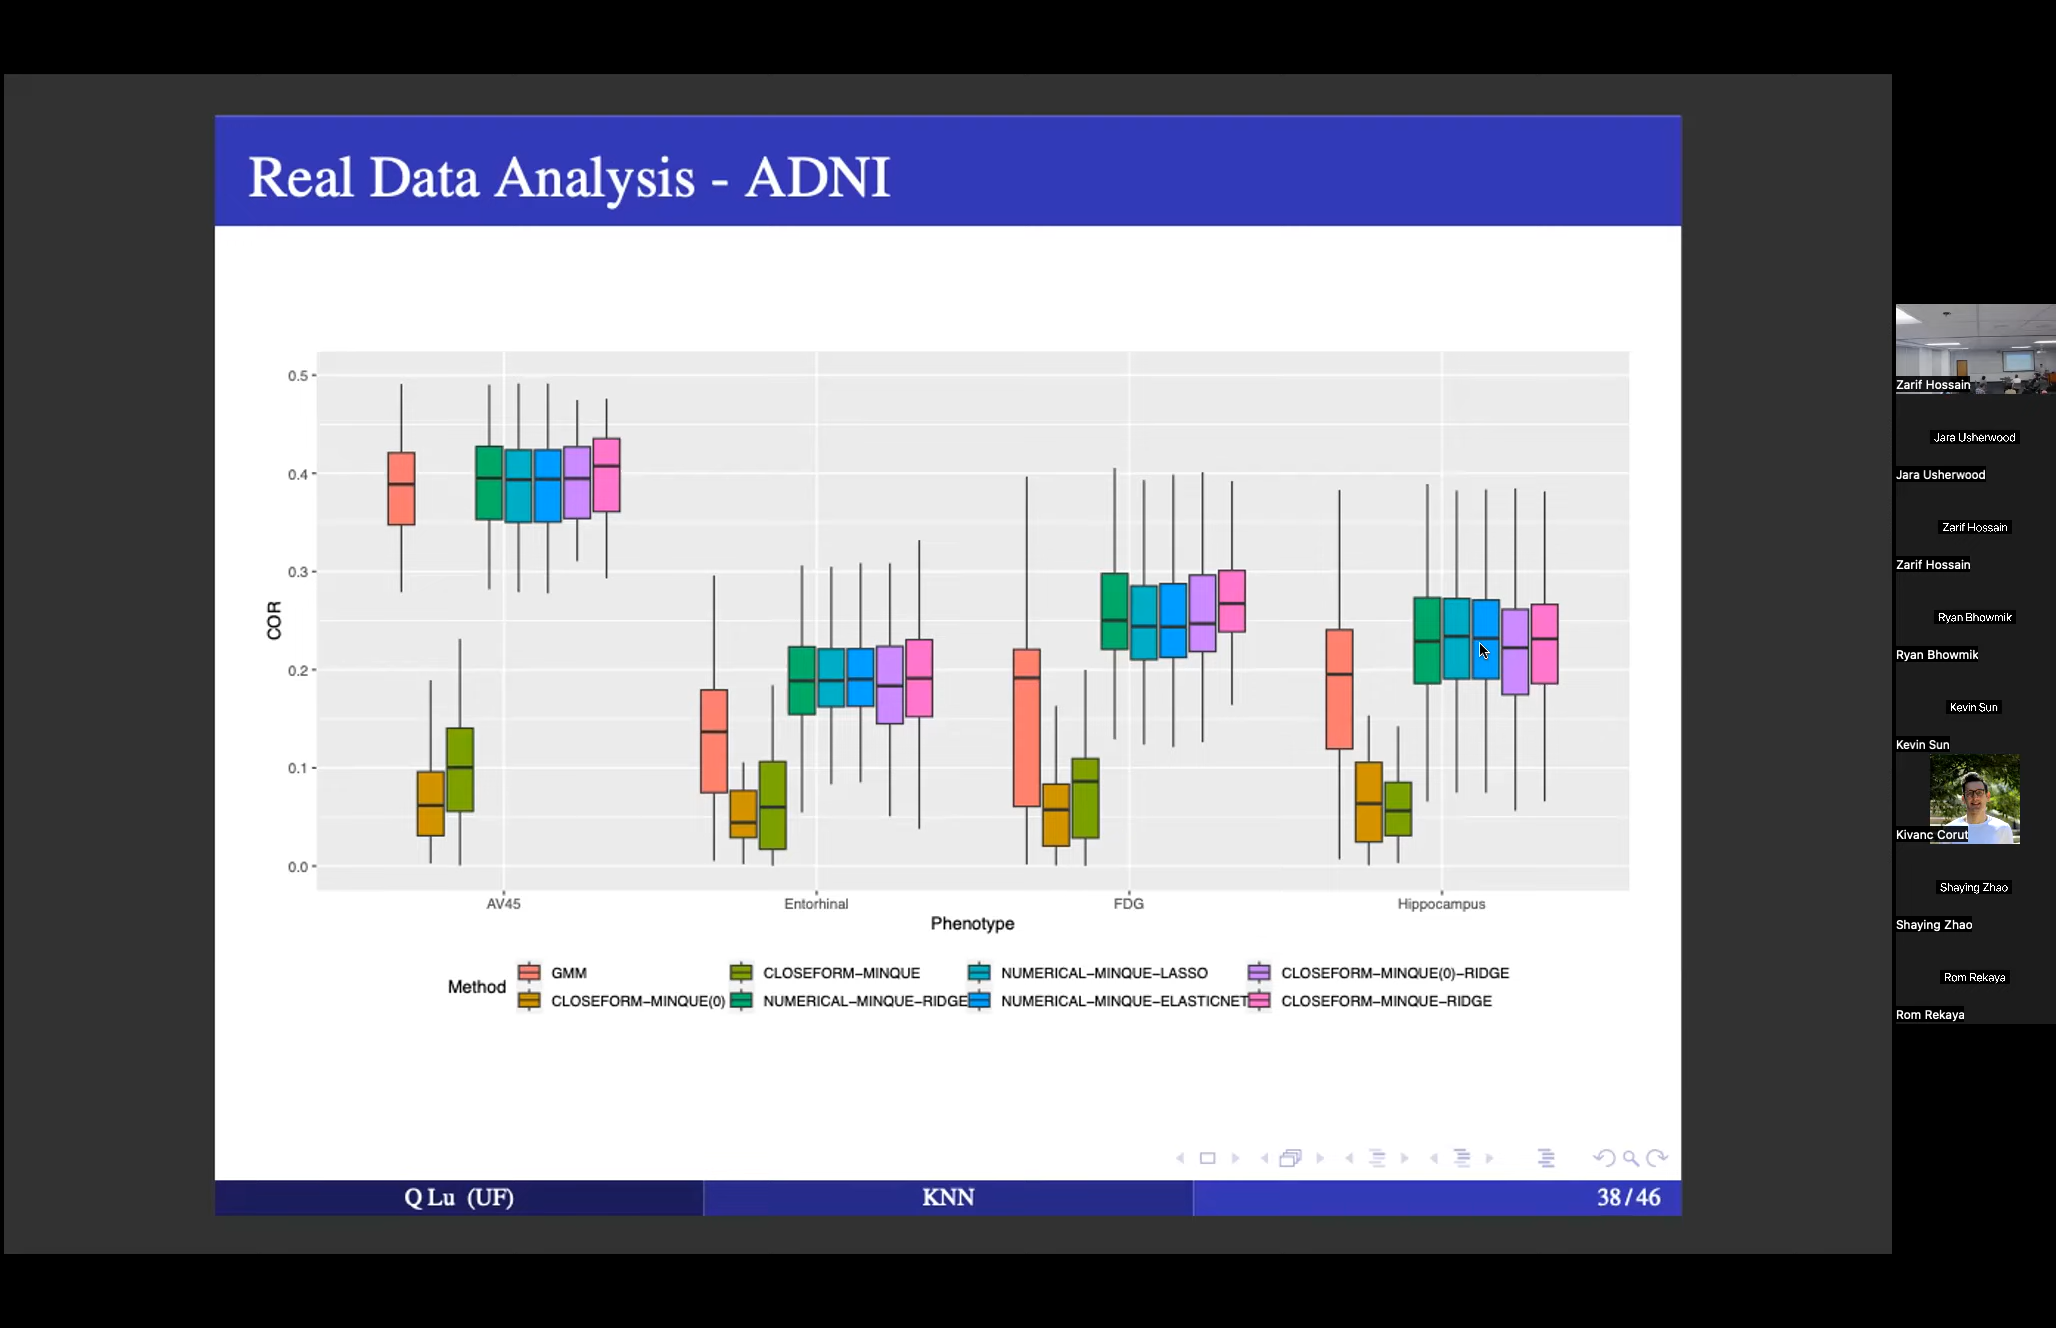 Real Data Analysis - ADNI
0.5
0.4
0.3
0.2
0.1
0.0
COR
AV45 Entorhinal FDG Hippocampus
Phenotype
Method
GMM CLOSEFORM-MINQUE NUMERICAL-MINQUE-LASSO CLOSEFORM-MINQUE(0)-RIDGE
CLOSEFORM-MINQUE(0) NUMERICAL-MINQUE-RIDGE NUMERICAL-MINQUE-ELASTICNET CLOSEFORM-MINQUE-RIDGE
Q Lu (UF) KNN 38 / 46
Zarif Hossain
Jara Usherwood
Jara Usherwood
Zarif Hossain
Zarif Hossain
Ryan Bhowmik
Ryan Bhowmik
Kevin Sun
Kevin Sun
Kivanc Corut
Shaying Zhao
Shaying Zhao
Rom Rekaya
Rom Rekaya